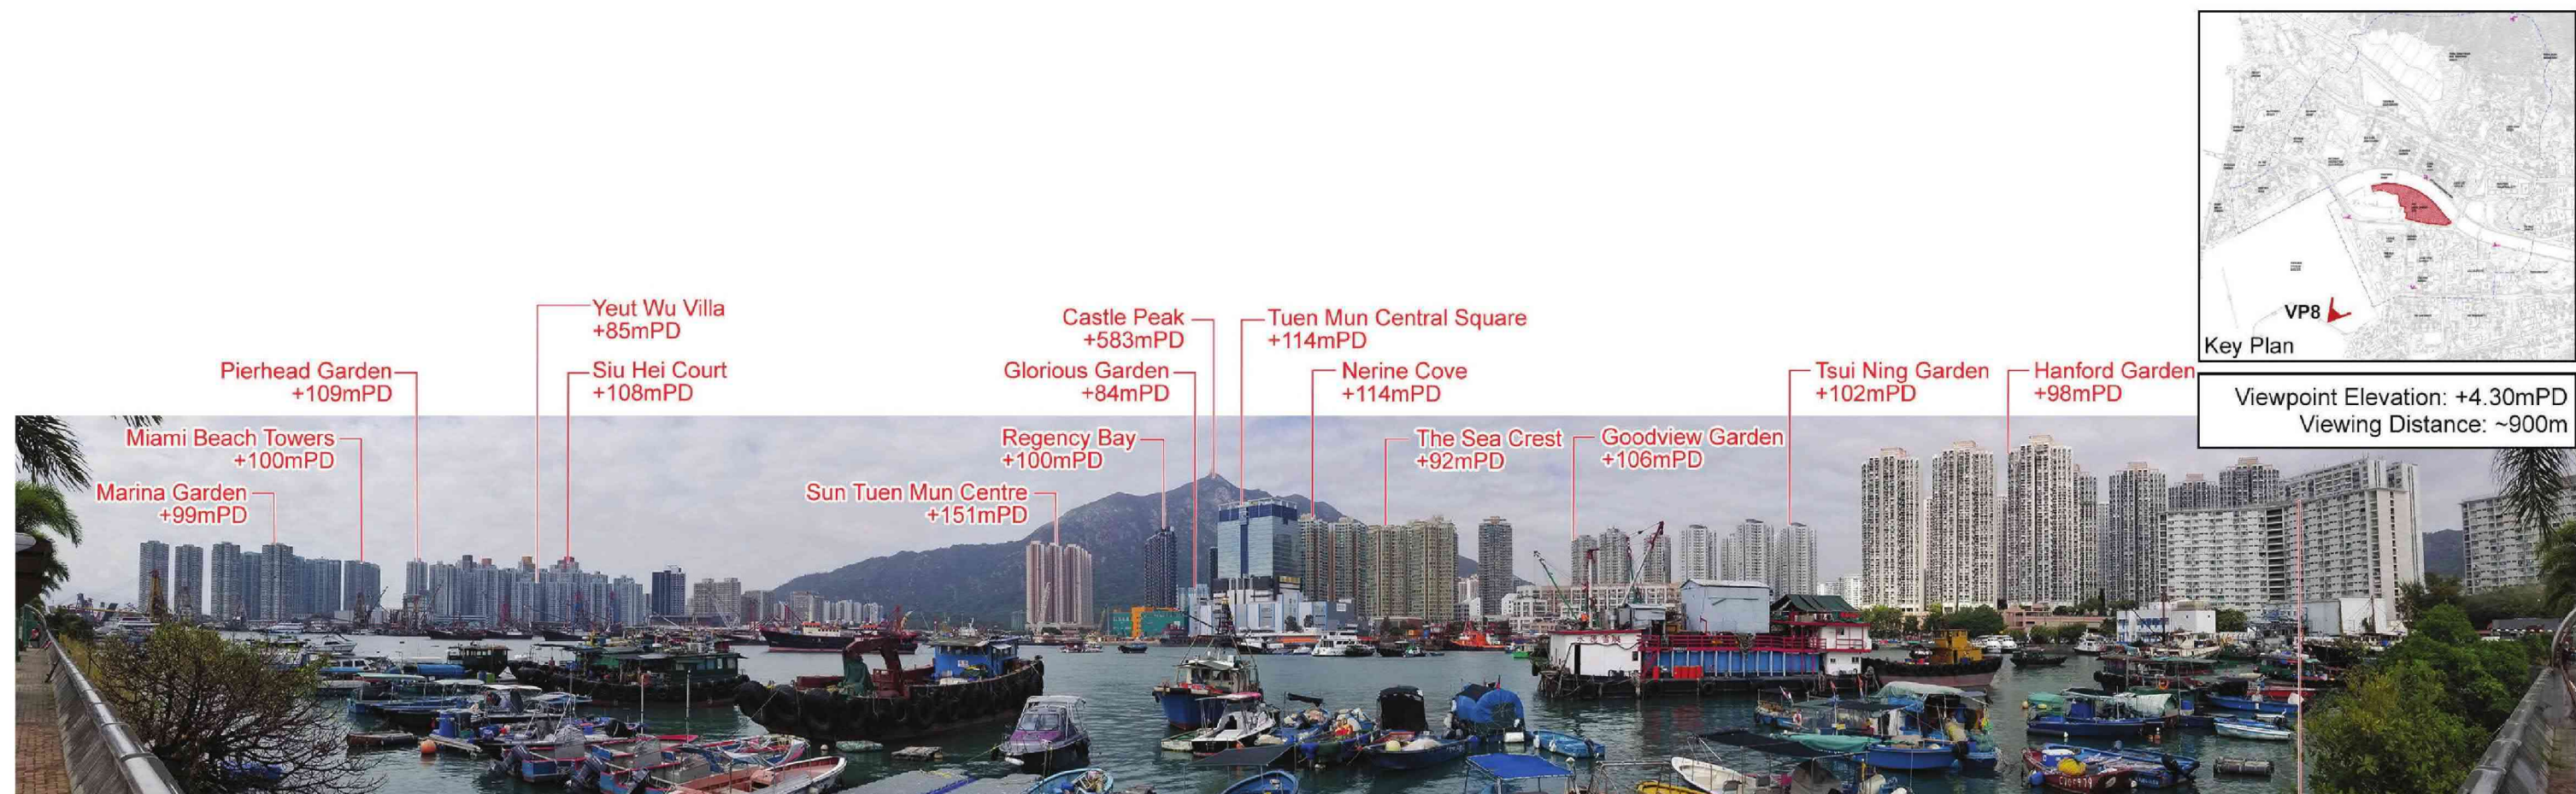 Yeut Wu Villa
+85mPD
Castle Peak
+583mPD
Tuen Mun Central Square
+114mPD
VP8
Key Plan
Pierhead Garden
+109mPD
Siu Hei Court
+108mPD
Glorious Garden
+84mPD
Nerine Cove
+114mPD
Tsui Ning Garden
+102mPD
Hanford Garden
+98mPD
Viewpoint Elevation: +4.30mPD
Viewing Distance: ~900m
Miami Beach Towers
+100mPD
Regency Bay
+100mPD
The Sea Crest
+92mPD
Goodview Garden
+106mPD
Marina Garden
+99mPD
Sun Tuen Mun Centre
+151mPD